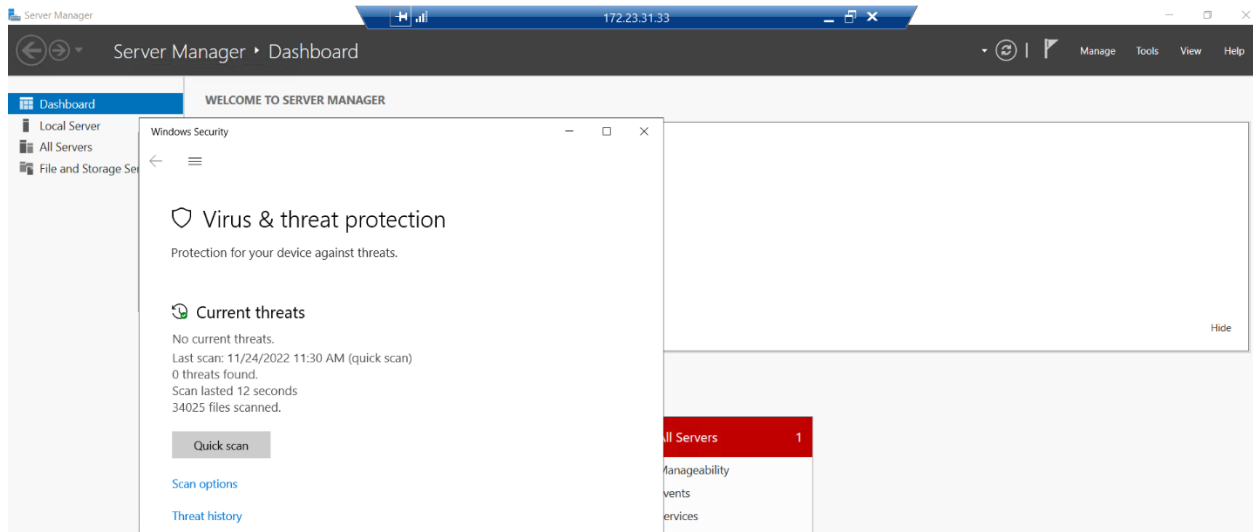 Server Manager
172.23.31.33
Server Manager Dashboard
Manage Tools View Help
Dashboard
Local Server
All Servers
File and Storage Ser
WELCOME TO SERVER MANAGER
Windows Security
Virus & threat protection
Protection for your device against threats.
Current threats
No current threats.
Last scan: 11/24/2022 11:30 AM (quick scan)
0 threats found.
Scan lasted 12 seconds
34025 files scanned.
Quick scan
Scan options
Threat history
Hide
ll Servers 1
Manageability
vents
ervices